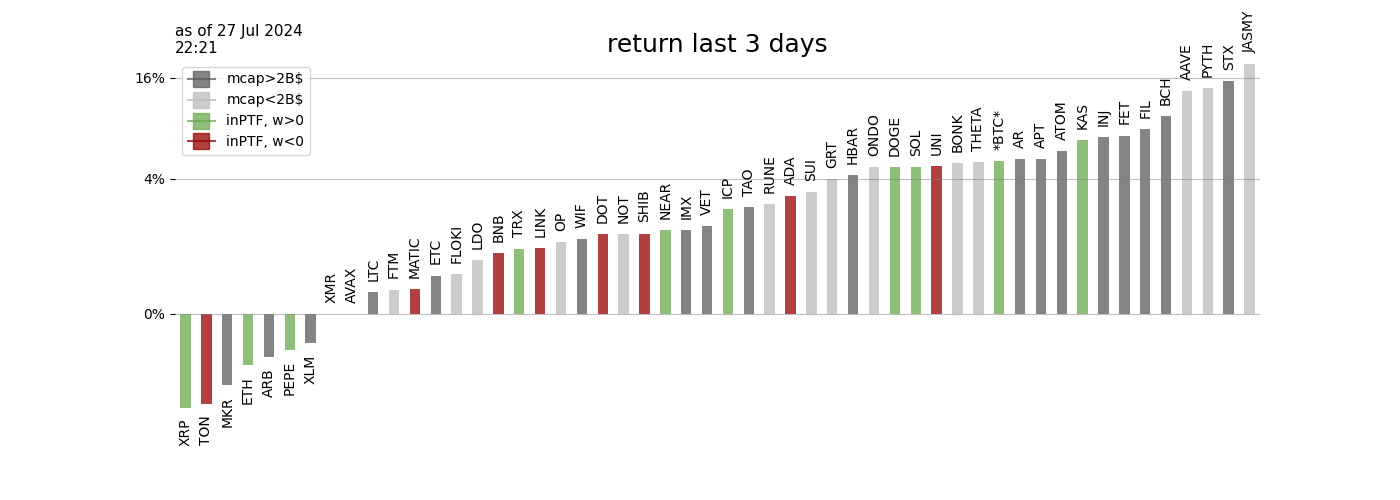 as of 27 Jul 2024
22:21
return last 3 days
mcap>2B$
mcap<2B$
inPTF, w>0
inPTF, w<0
16%
4%
0%
XRP
TON
MKR
ETH
ARB
PEPE
XLM
XMR
AVAX
LTC
FTM
MATIC
ETC
FLOKI
LDO
BNB
TRX
LINK
OP
WIF
DOT
NOT
SHIB
NEAR
IMX
VET
ICP
TAO
RUNE
ADA
SUI
GRT
HBAR
ONDO
DOGE
SOL
UNI
BONK
THETA
*BTC*
AR
APT
ATOM
KAS
INJ
FET
FIL
BCH
AAVE
PYTH
STX
JASMY